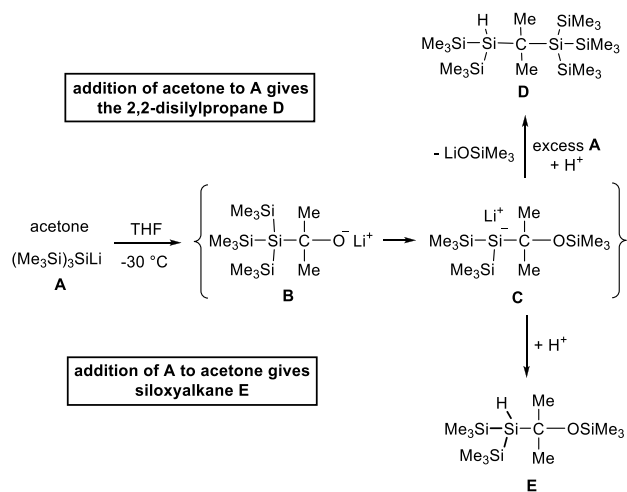 H
Me
SiMe3
Me3Si—Si—C—Si—SiMe3
Me3Si
Me
SiMe3
D
addition of acetone to A gives
the 2,2-disilylpropane D
- LiOSiMe3
excess A
+ H+
acetone
(Me3Si)3SiLi
A
THF
-30 °C
Me3Si
Me
Me3Si—Si—C—O− Li+
Me3Si
Me
B
Li+
Me
Me3Si—Si−—C—OSiMe3
Me3Si
Me
C
addition of A to acetone gives
siloxyalkane E
+ H+
H
Me
Me3Si—Si—C—OSiMe3
Me3Si
Me
E